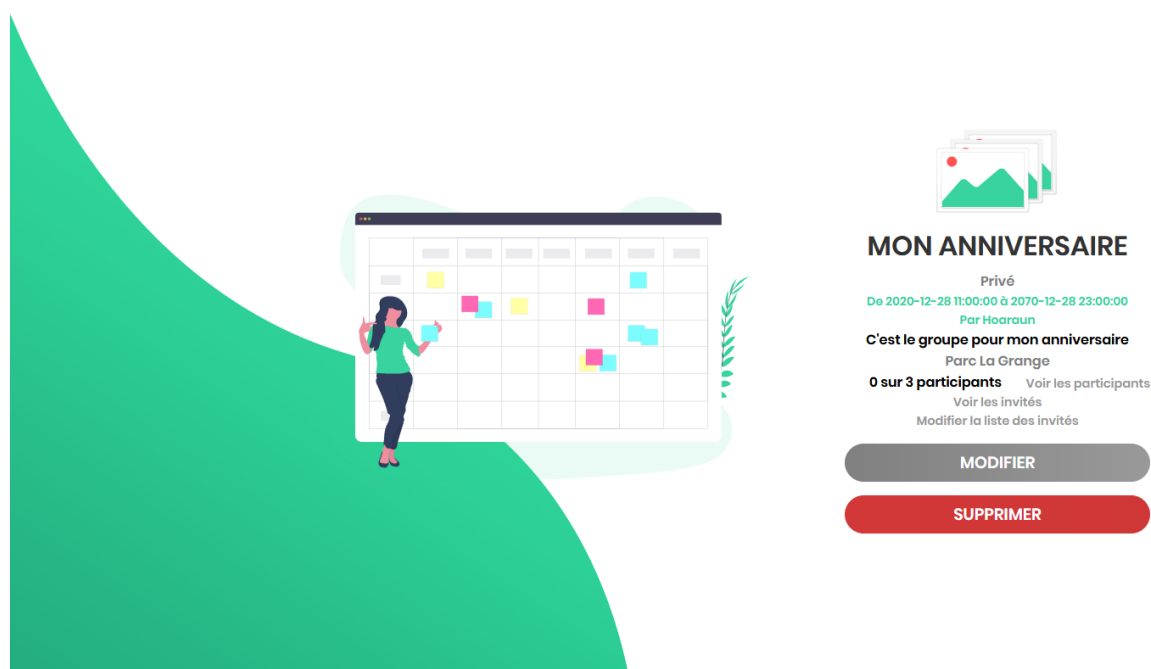 MON ANNIVERSAIRE
Privé
De 2020-12-28 11:00:00 à 2070-12-28 23:00:00
Par Hoaraun
C'est le groupe pour mon anniversaire
Parc La Grange
0 sur 3 participants Voir les participants
Voir les invités
Modifier la liste des invités
MODIFIER
SUPPRIMER